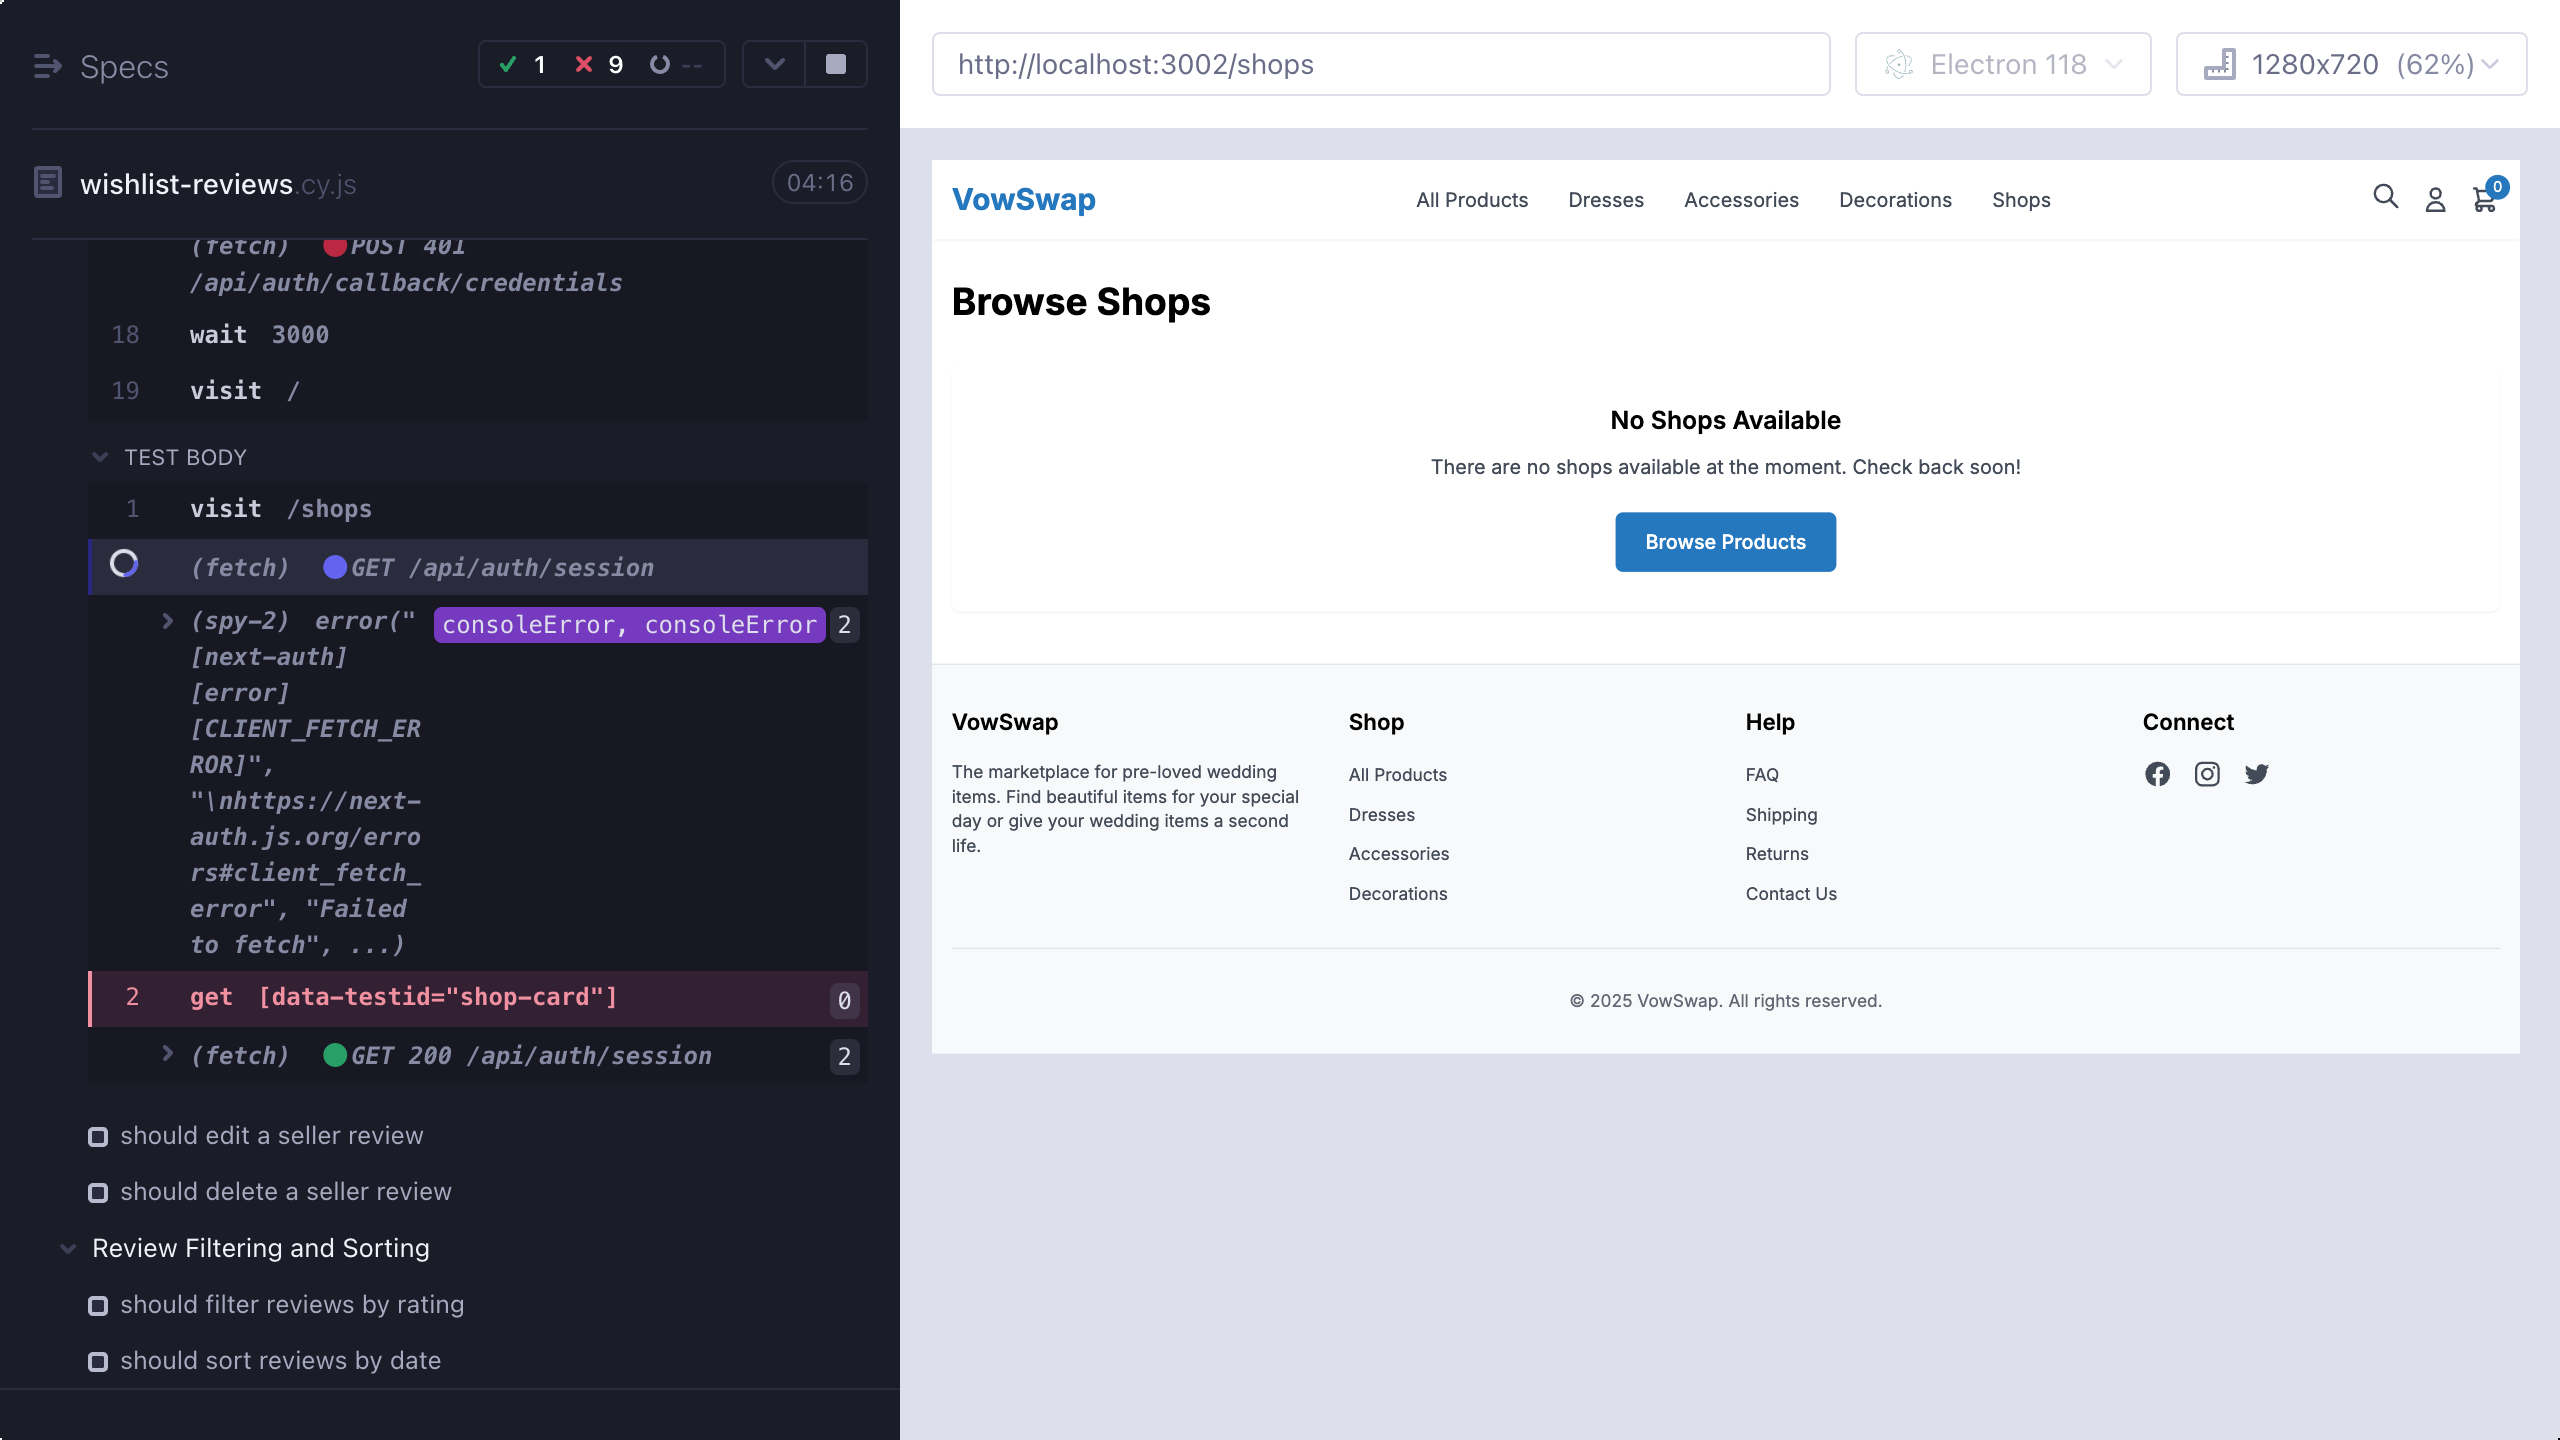 Specs
1 9 --
wishlist-reviews.cy.js
04:16
(fetch) POST 401
/api/auth/callback/credentials
18 wait 3000
19 visit /
TEST BODY
1 visit /shops
(fetch) GET /api/auth/session
(spy-2) error(" consoleError, consoleError 2
[next-auth]
[error]
[CLIENT_FETCH_ER
ROR]",
"\nhttps://next-
auth.js.org/erro
rs#client_fetch_
error", "Failed
to fetch", ...)
2 get [data-testid="shop-card"] 0
(fetch) GET 200 /api/auth/session 2
should edit a seller review
should delete a seller review
Review Filtering and Sorting
should filter reviews by rating
should sort reviews by date
http://localhost:3002/shops
Electron 118
1280x720 (62%)
VowSwap
All Products Dresses Accessories Decorations Shops
0
Browse Shops
No Shops Available
There are no shops available at the moment. Check back soon!
Browse Products
VowSwap
The marketplace for pre-loved wedding
items. Find beautiful items for your special
day or give your wedding items a second
life.
Shop
All Products
Dresses
Accessories
Decorations
Help
FAQ
Shipping
Returns
Contact Us
Connect
© 2025 VowSwap. All rights reserved.